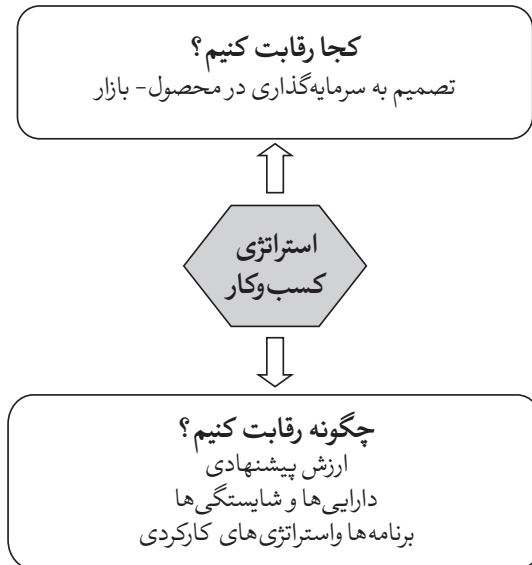 کجا رقابت کنیم؟
تصمیم به سرمایه‌گذاری در محصول- بازار
استراتژی
کسب‌وکار
چگونه رقابت کنیم؟
ارزش پیشنهادی
دارایی‌ها و شایستگی‌ها
برنامه‌ها واستراتژی‌های کارکردی